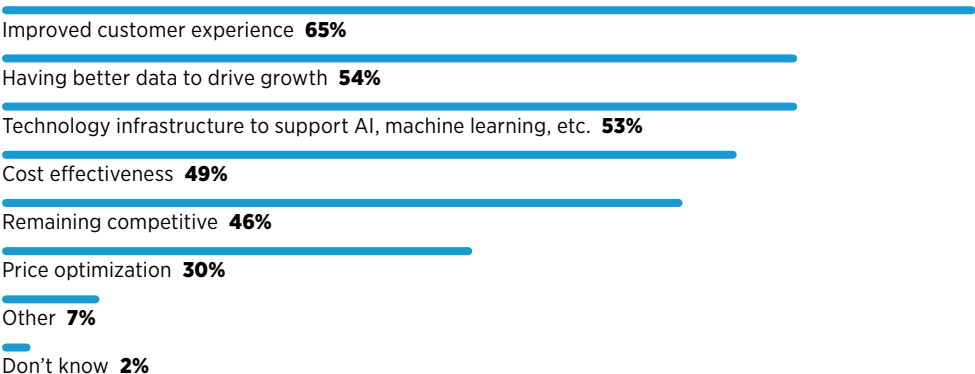 Improved customer experience 65%
Having better data to drive growth 54%
Technology infrastructure to support AI, machine learning, etc. 53%
Cost effectiveness 49%
Remaining competitive 46%
Price optimization 30%
Other 7%
Don’t know 2%